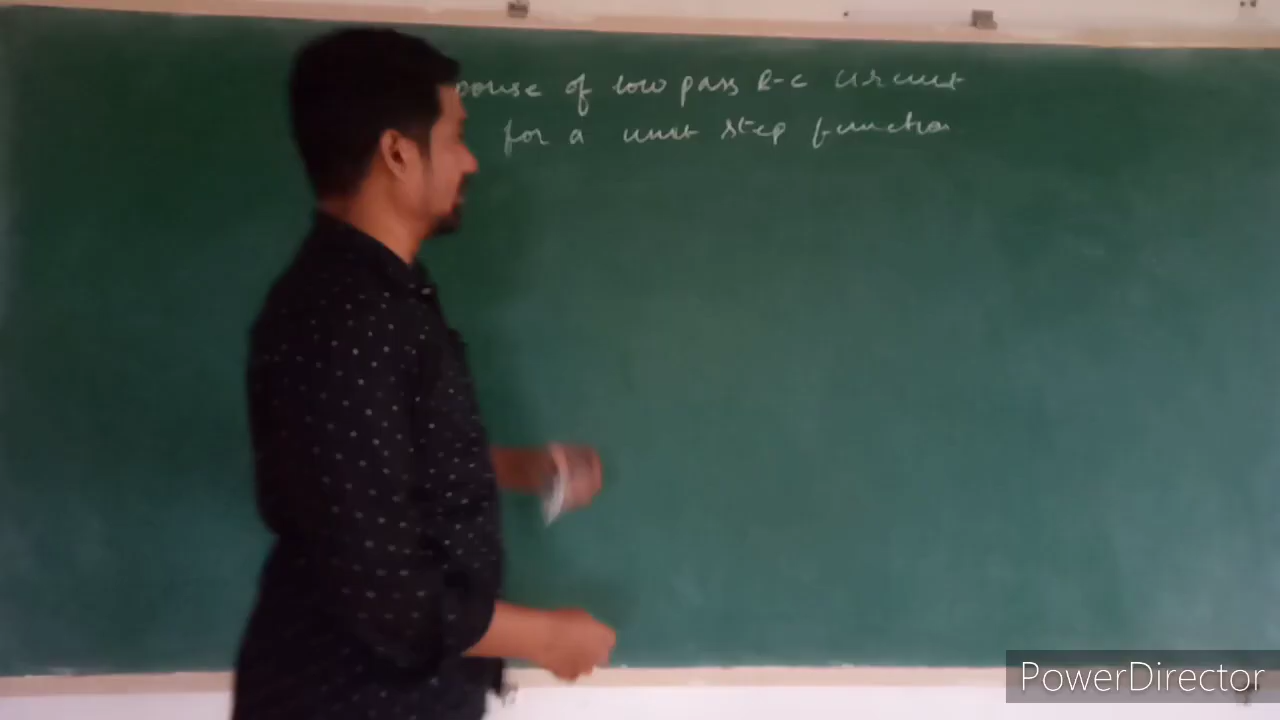 ponse of low pass R-C circuit
for a unit step function
PowerDirector